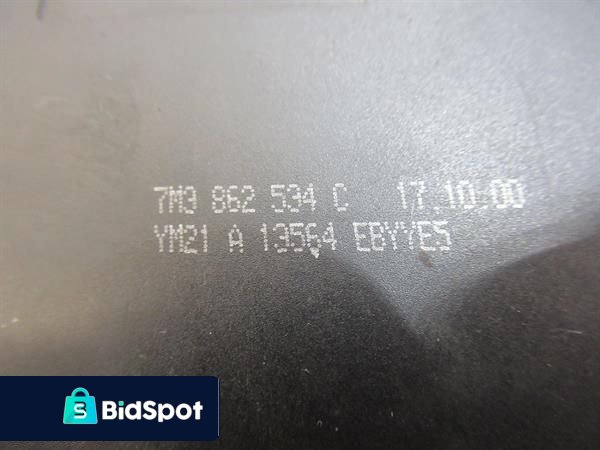 7M3 862 534 C 17.10.00
YM21 A 13564 EBYYE5
BidSpot